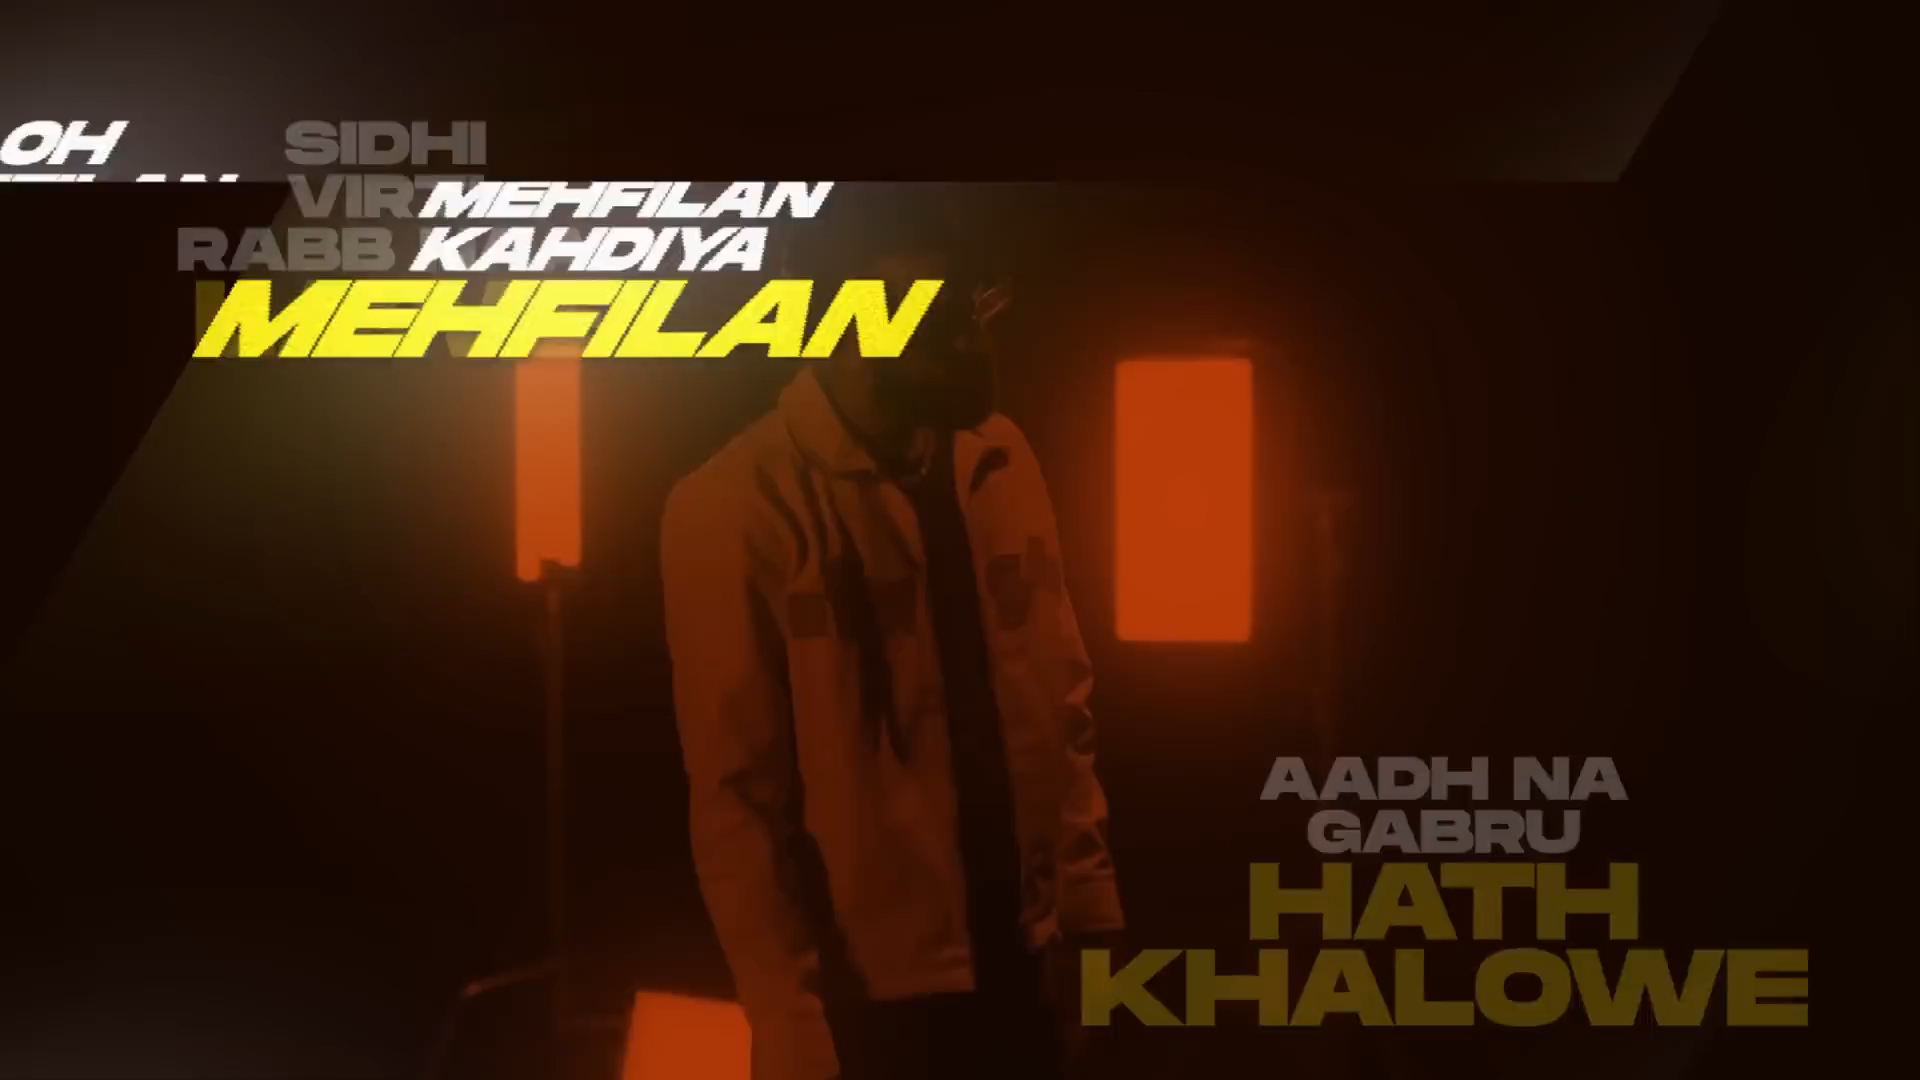 OH
SIDHI
MEHFILAN
RABB
KAHDIYA
MEHFILAN
AADH NA
GABRU
HATH
KHALOWE